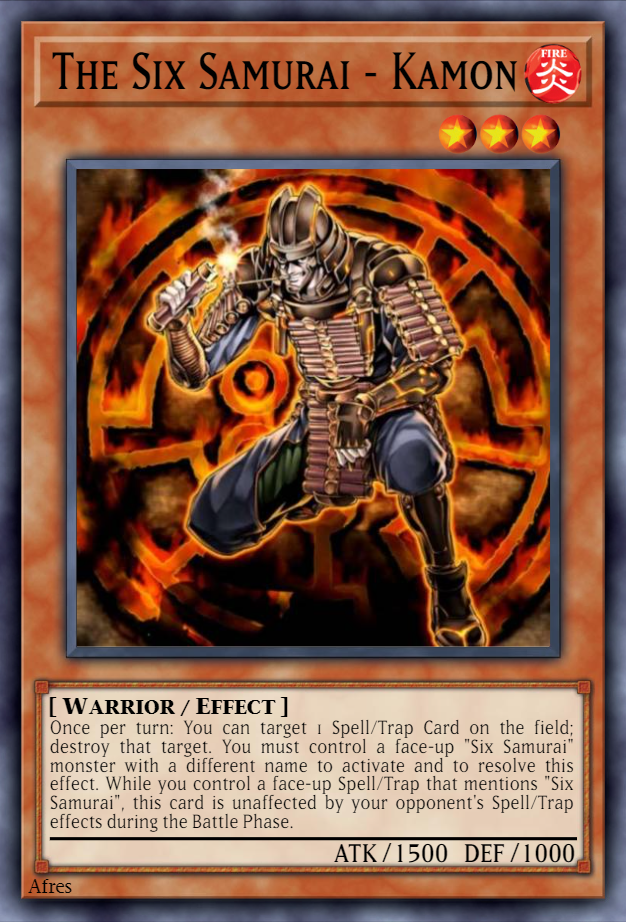 The Six Samurai - Kamon
FIRE
炎
[ Warrior / Effect ]
Once per turn: You can target 1 Spell/Trap Card on the field;
destroy that target. You must control a face-up "Six Samurai"
monster with a different name to activate and to resolve this
effect. While you control a face-up Spell/Trap that mentions "Six
Samurai", this card is unaffected by your opponent's Spell/Trap
effects during the Battle Phase.
ATK/1500 DEF/1000
Afres